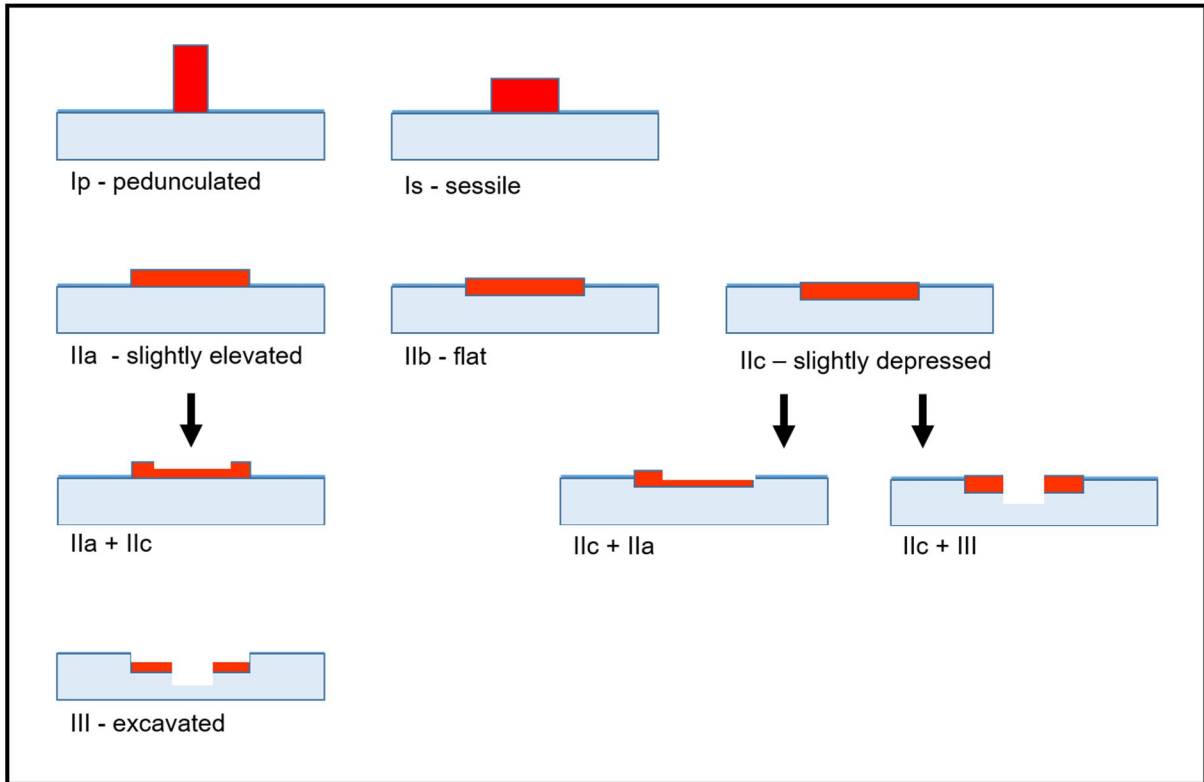 Ip - pedunculated
Is - sessile
IIa - slightly elevated
IIb - flat
IIc – slightly depressed
IIa + IIc
IIc + IIa
IIc + III
III - excavated